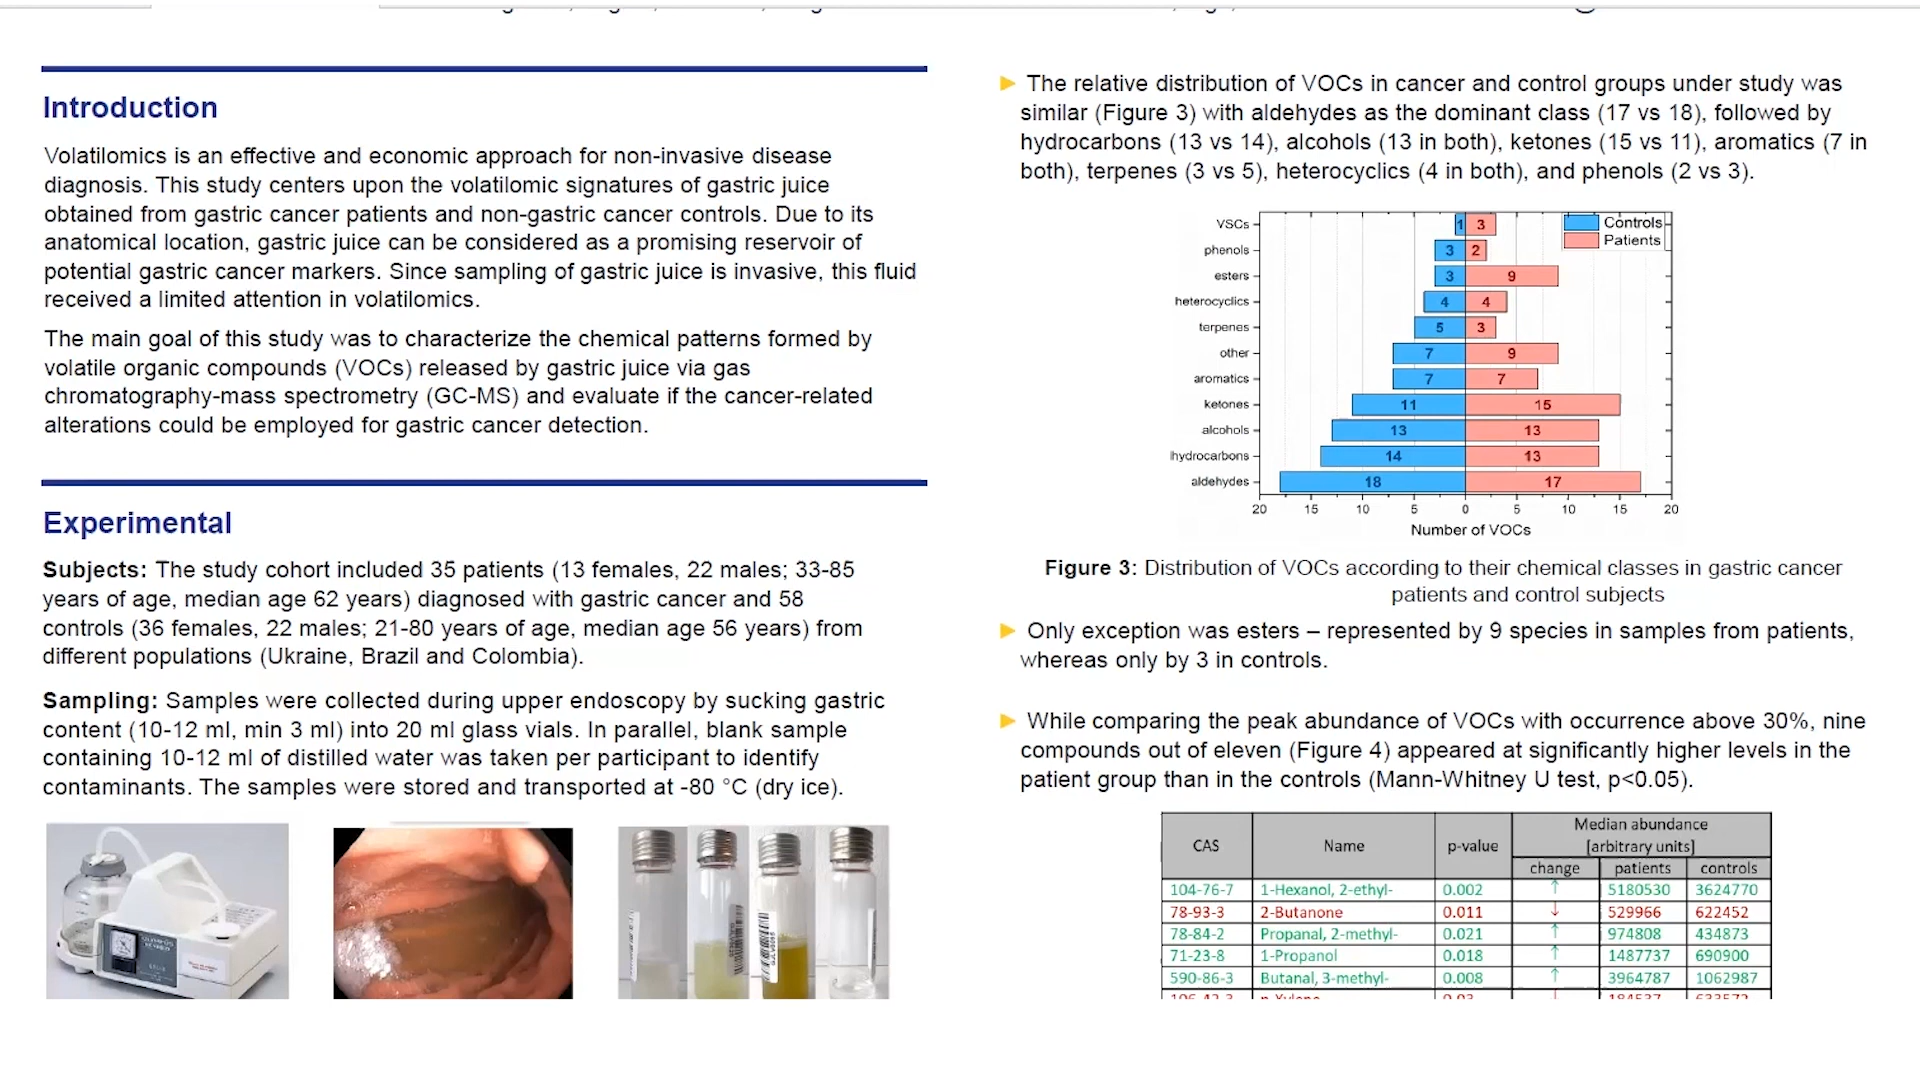 Introduction
Volatilomics is an effective and economic approach for non-invasive disease
diagnosis. This study centers upon the volatilomic signatures of gastric juice
obtained from gastric cancer patients and non-gastric cancer controls. Due to its
anatomical location, gastric juice can be considered as a promising reservoir of
potential gastric cancer markers. Since sampling of gastric juice is invasive, this fluid
received a limited attention in volatilomics.
The main goal of this study was to characterize the chemical patterns formed by
volatile organic compounds (VOCs) released by gastric juice via gas
chromatography-mass spectrometry (GC-MS) and evaluate if the cancer-related
alterations could be employed for gastric cancer detection.
Experimental
Subjects: The study cohort included 35 patients (13 females, 22 males; 33-85
years of age, median age 62 years) diagnosed with gastric cancer and 58
controls (36 females, 22 males; 21-80 years of age, median age 56 years) from
different populations (Ukraine, Brazil and Colombia).
Sampling: Samples were collected during upper endoscopy by sucking gastric
content (10-12 ml, min 3 ml) into 20 ml glass vials. In parallel, blank sample
containing 10-12 ml of distilled water was taken per participant to identify
contaminants. The samples were stored and transported at -80 °C (dry ice).
The relative distribution of VOCs in cancer and control groups under study was
similar (Figure 3) with aldehydes as the dominant class (17 vs 18), followed by
hydrocarbons (13 vs 14), alcohols (13 in both), ketones (15 vs 11), aromatics (7 in
both), terpenes (3 vs 5), heterocyclics (4 in both), and phenols (2 vs 3).
Controls
Patients
VSCs 1 3
phenols 3 2
esters 3 9
heterocyclics 4 4
terpenes 5 3
other 7 9
aromatics 7 7
ketones 11 15
alcohols 13 13
hydrocarbons 14 13
aldehydes 18 17
20 15 10 5 0 5 10 15 20
Number of VOCs
Figure 3: Distribution of VOCs according to their chemical classes in gastric cancer
patients and control subjects
Only exception was esters – represented by 9 species in samples from patients,
whereas only by 3 in controls.
While comparing the peak abundance of VOCs with occurrence above 30%, nine
compounds out of eleven (Figure 4) appeared at significantly higher levels in the
patient group than in the controls (Mann-Whitney U test, p<0.05).
CAS Name p-value Median abundance
[arbitrary units]
change patients controls
104-76-7 1-Hexanol, 2-ethyl- 0.002 ↑ 5180530 3624770
78-93-3 2-Butanone 0.011 ↓ 529966 622452
78-84-2 Propanal, 2-methyl- 0.021 ↑ 974808 434873
71-23-8 1-Propanol 0.018 ↑ 1487737 690900
590-86-3 Butanal, 3-methyl- 0.008 ↑ 3964787 1062987